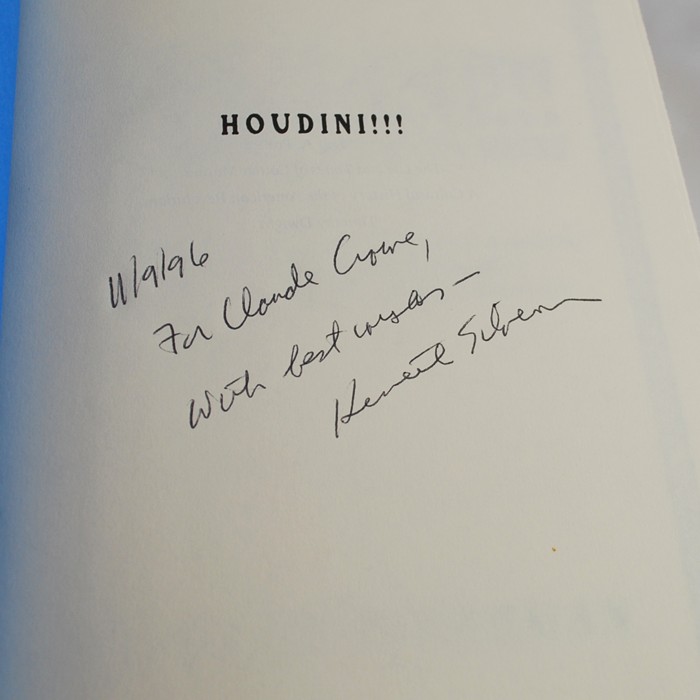 HOUDINI!!!
11/9/96
For Claude Crowe,
With best wishes —
Kenneth Silverman